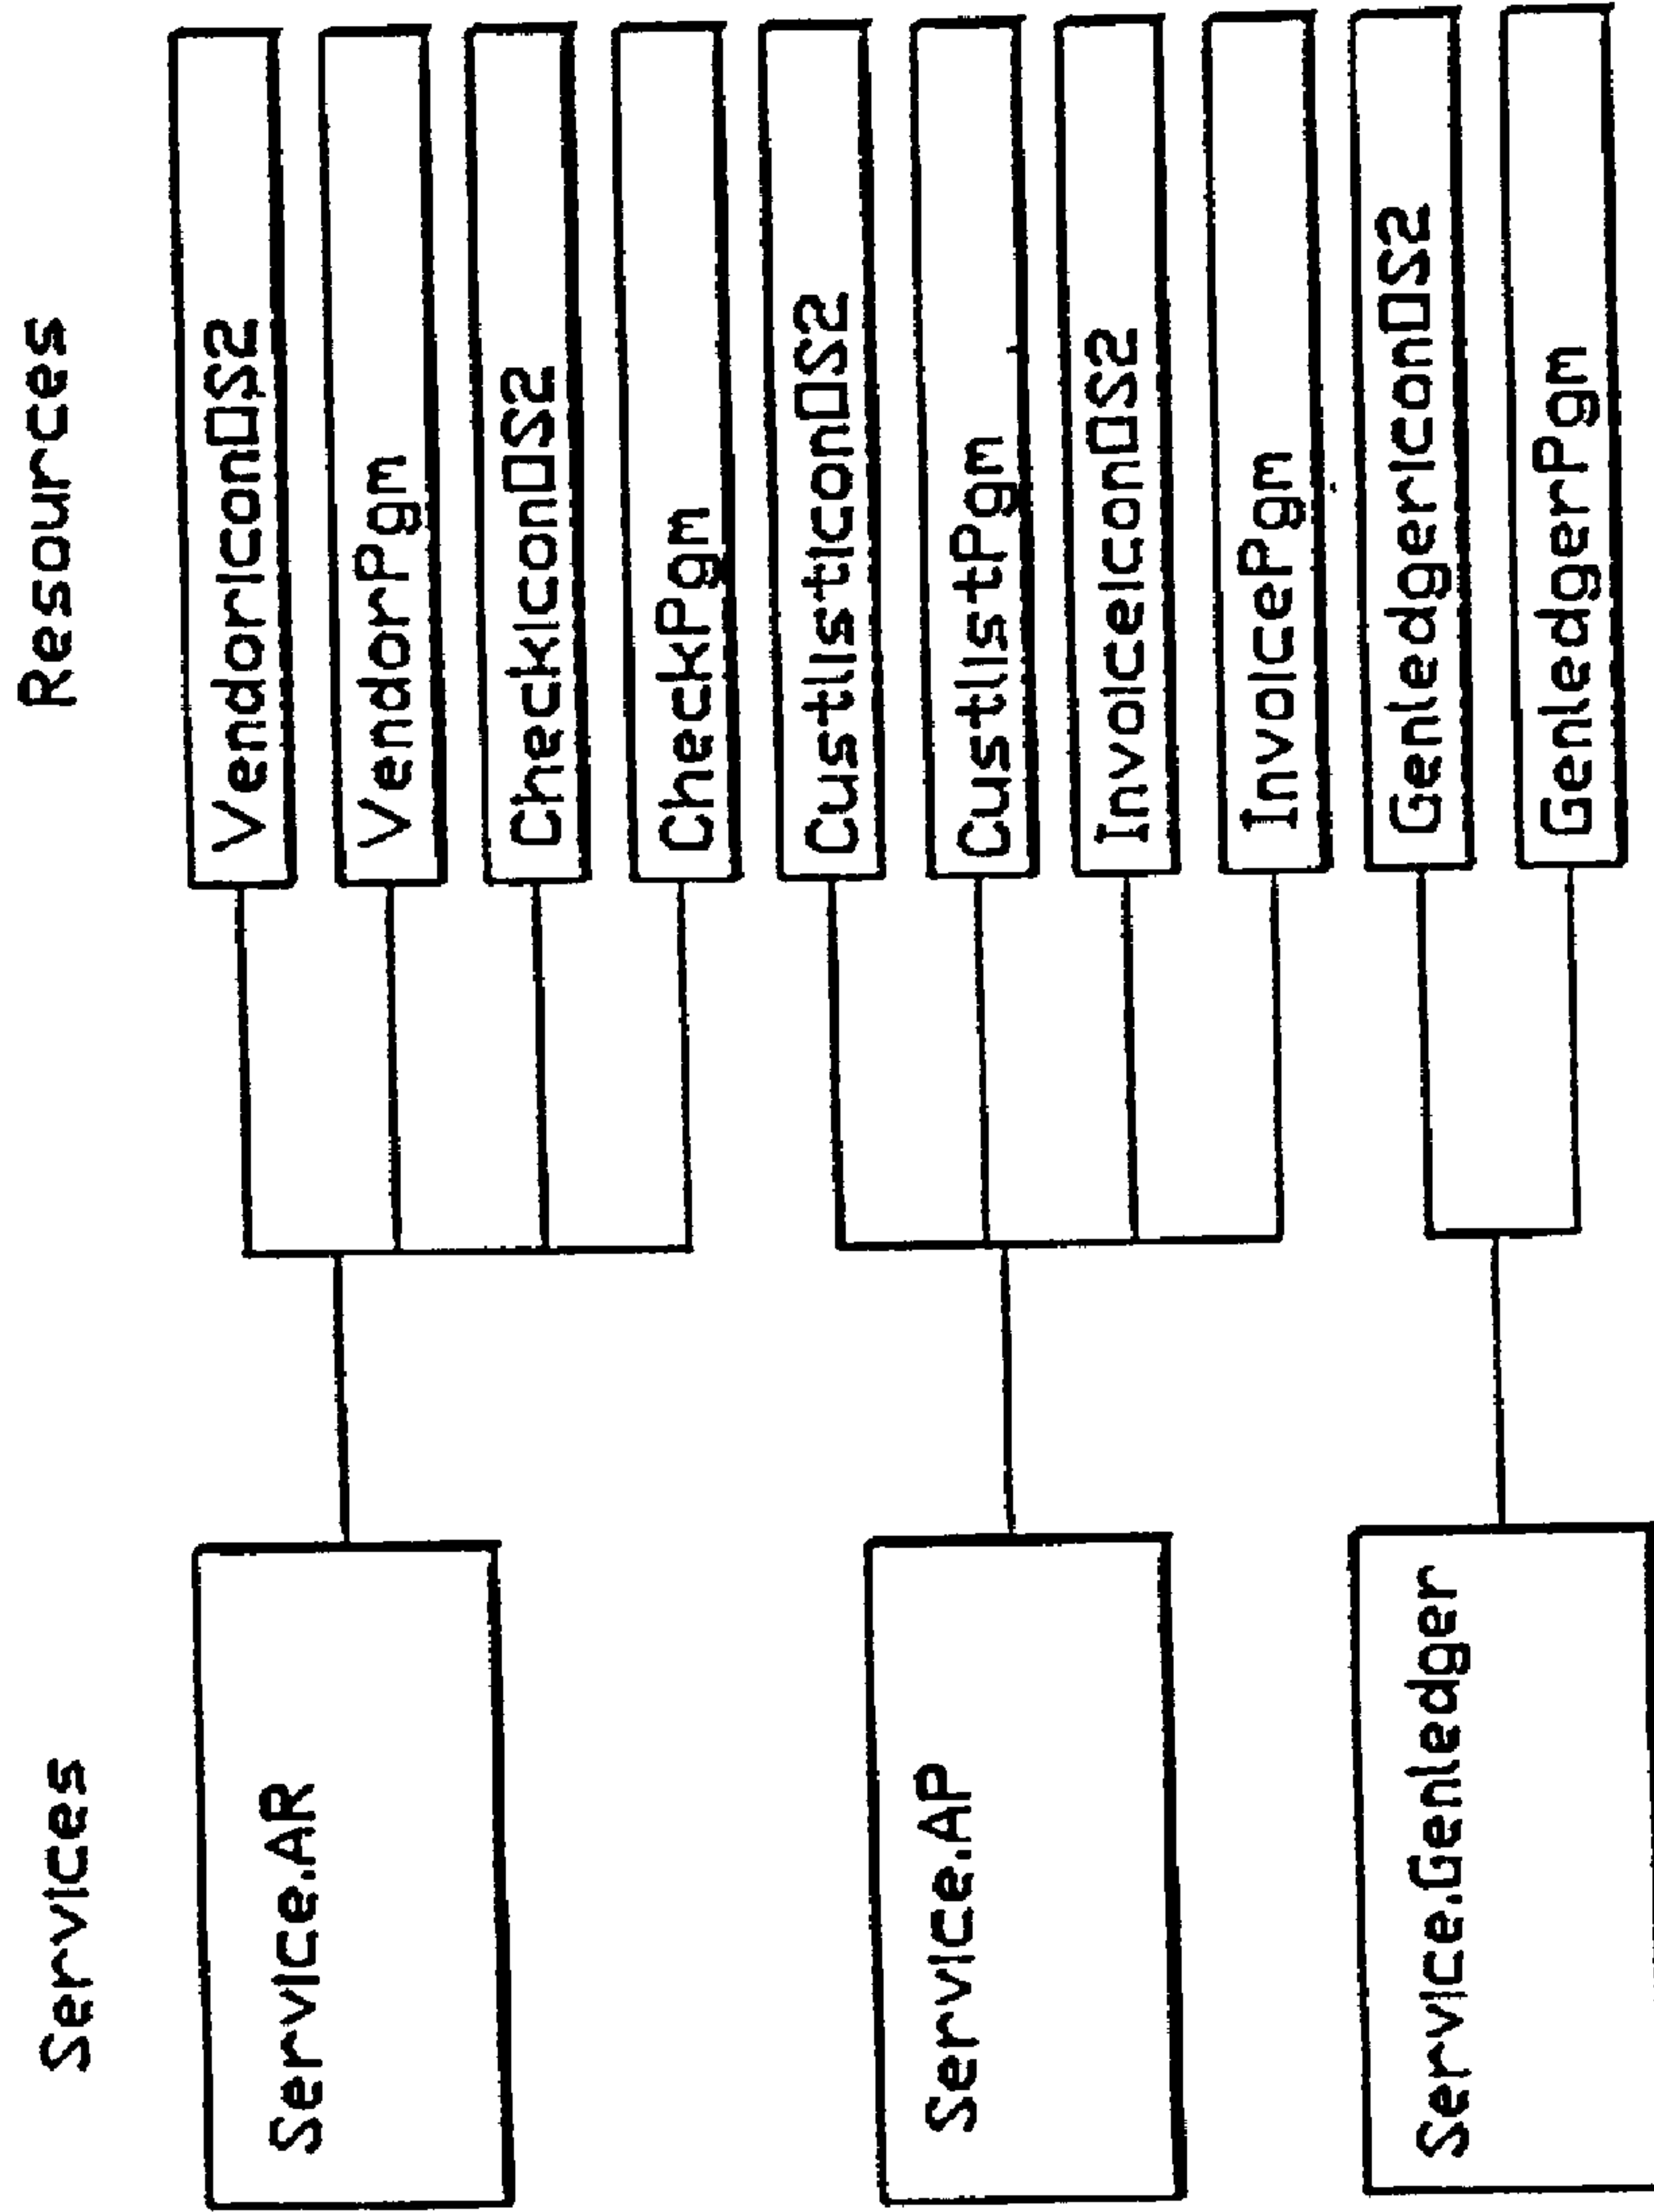 Services
Resources
Service.AR
VendorIconOS2
VendorPgm
CheckIconOS2
CheckPgm
Service.AP
CustlistIconOS2
CustlistPgm
InvoiceIconOS2
InvoicePgm
Service.Genledger
GenledgerIconOS2
GenledgerPgm